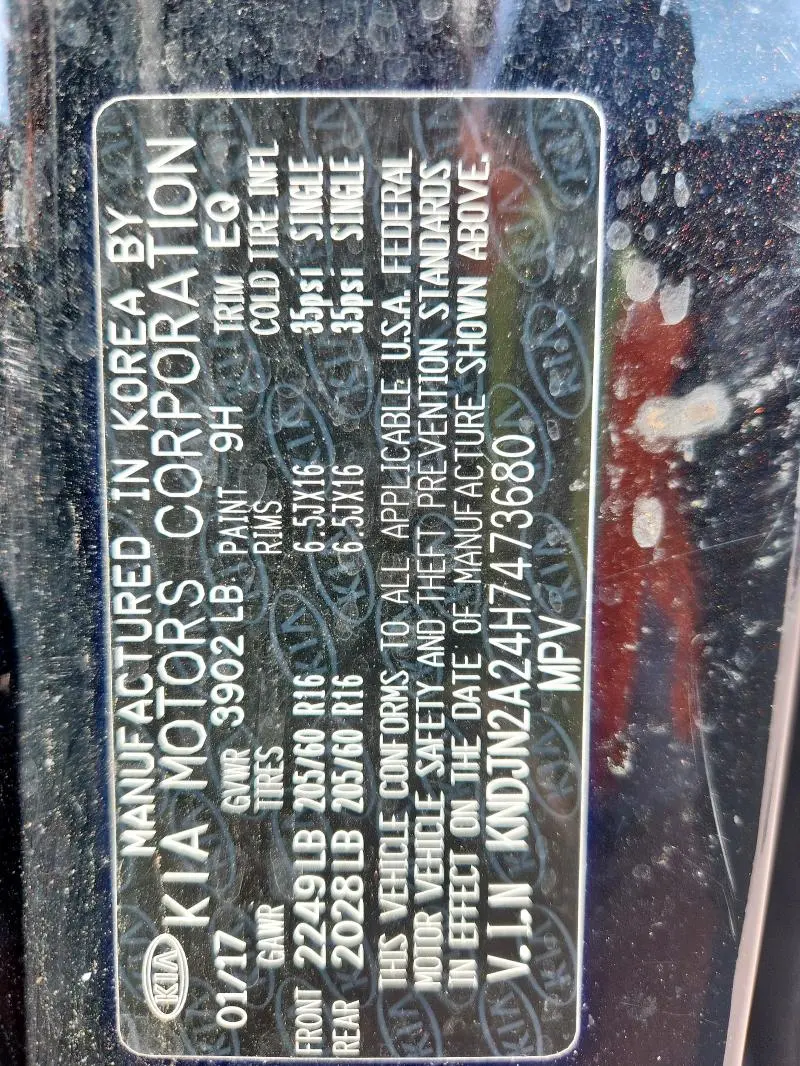 KIA
MANUFACTURED IN KOREA BY
KIA MOTORS CORPORATION
01/17 GVWR 3902 LB PAINT 9H TRIM EQ
GAWR TIRES RIMS COLD TIRE INFL
FRONT 2249LB 205/60 R16 6.5JX16 35psi SINGLE
REAR 2028LB 205/60 R16 6.5JX16 35psi SINGLE
THIS VEHICLE CONFORMS TO ALL APPLICABLE U.S.A. FEDERAL
MOTOR VEHICLE SAFETY AND THEFT PREVENTION STANDARDS
IN EFFECT ON THE DATE OF MANUFACTURE SHOWN ABOVE.
V.I.N KNDJN2A24H7473680
MPV